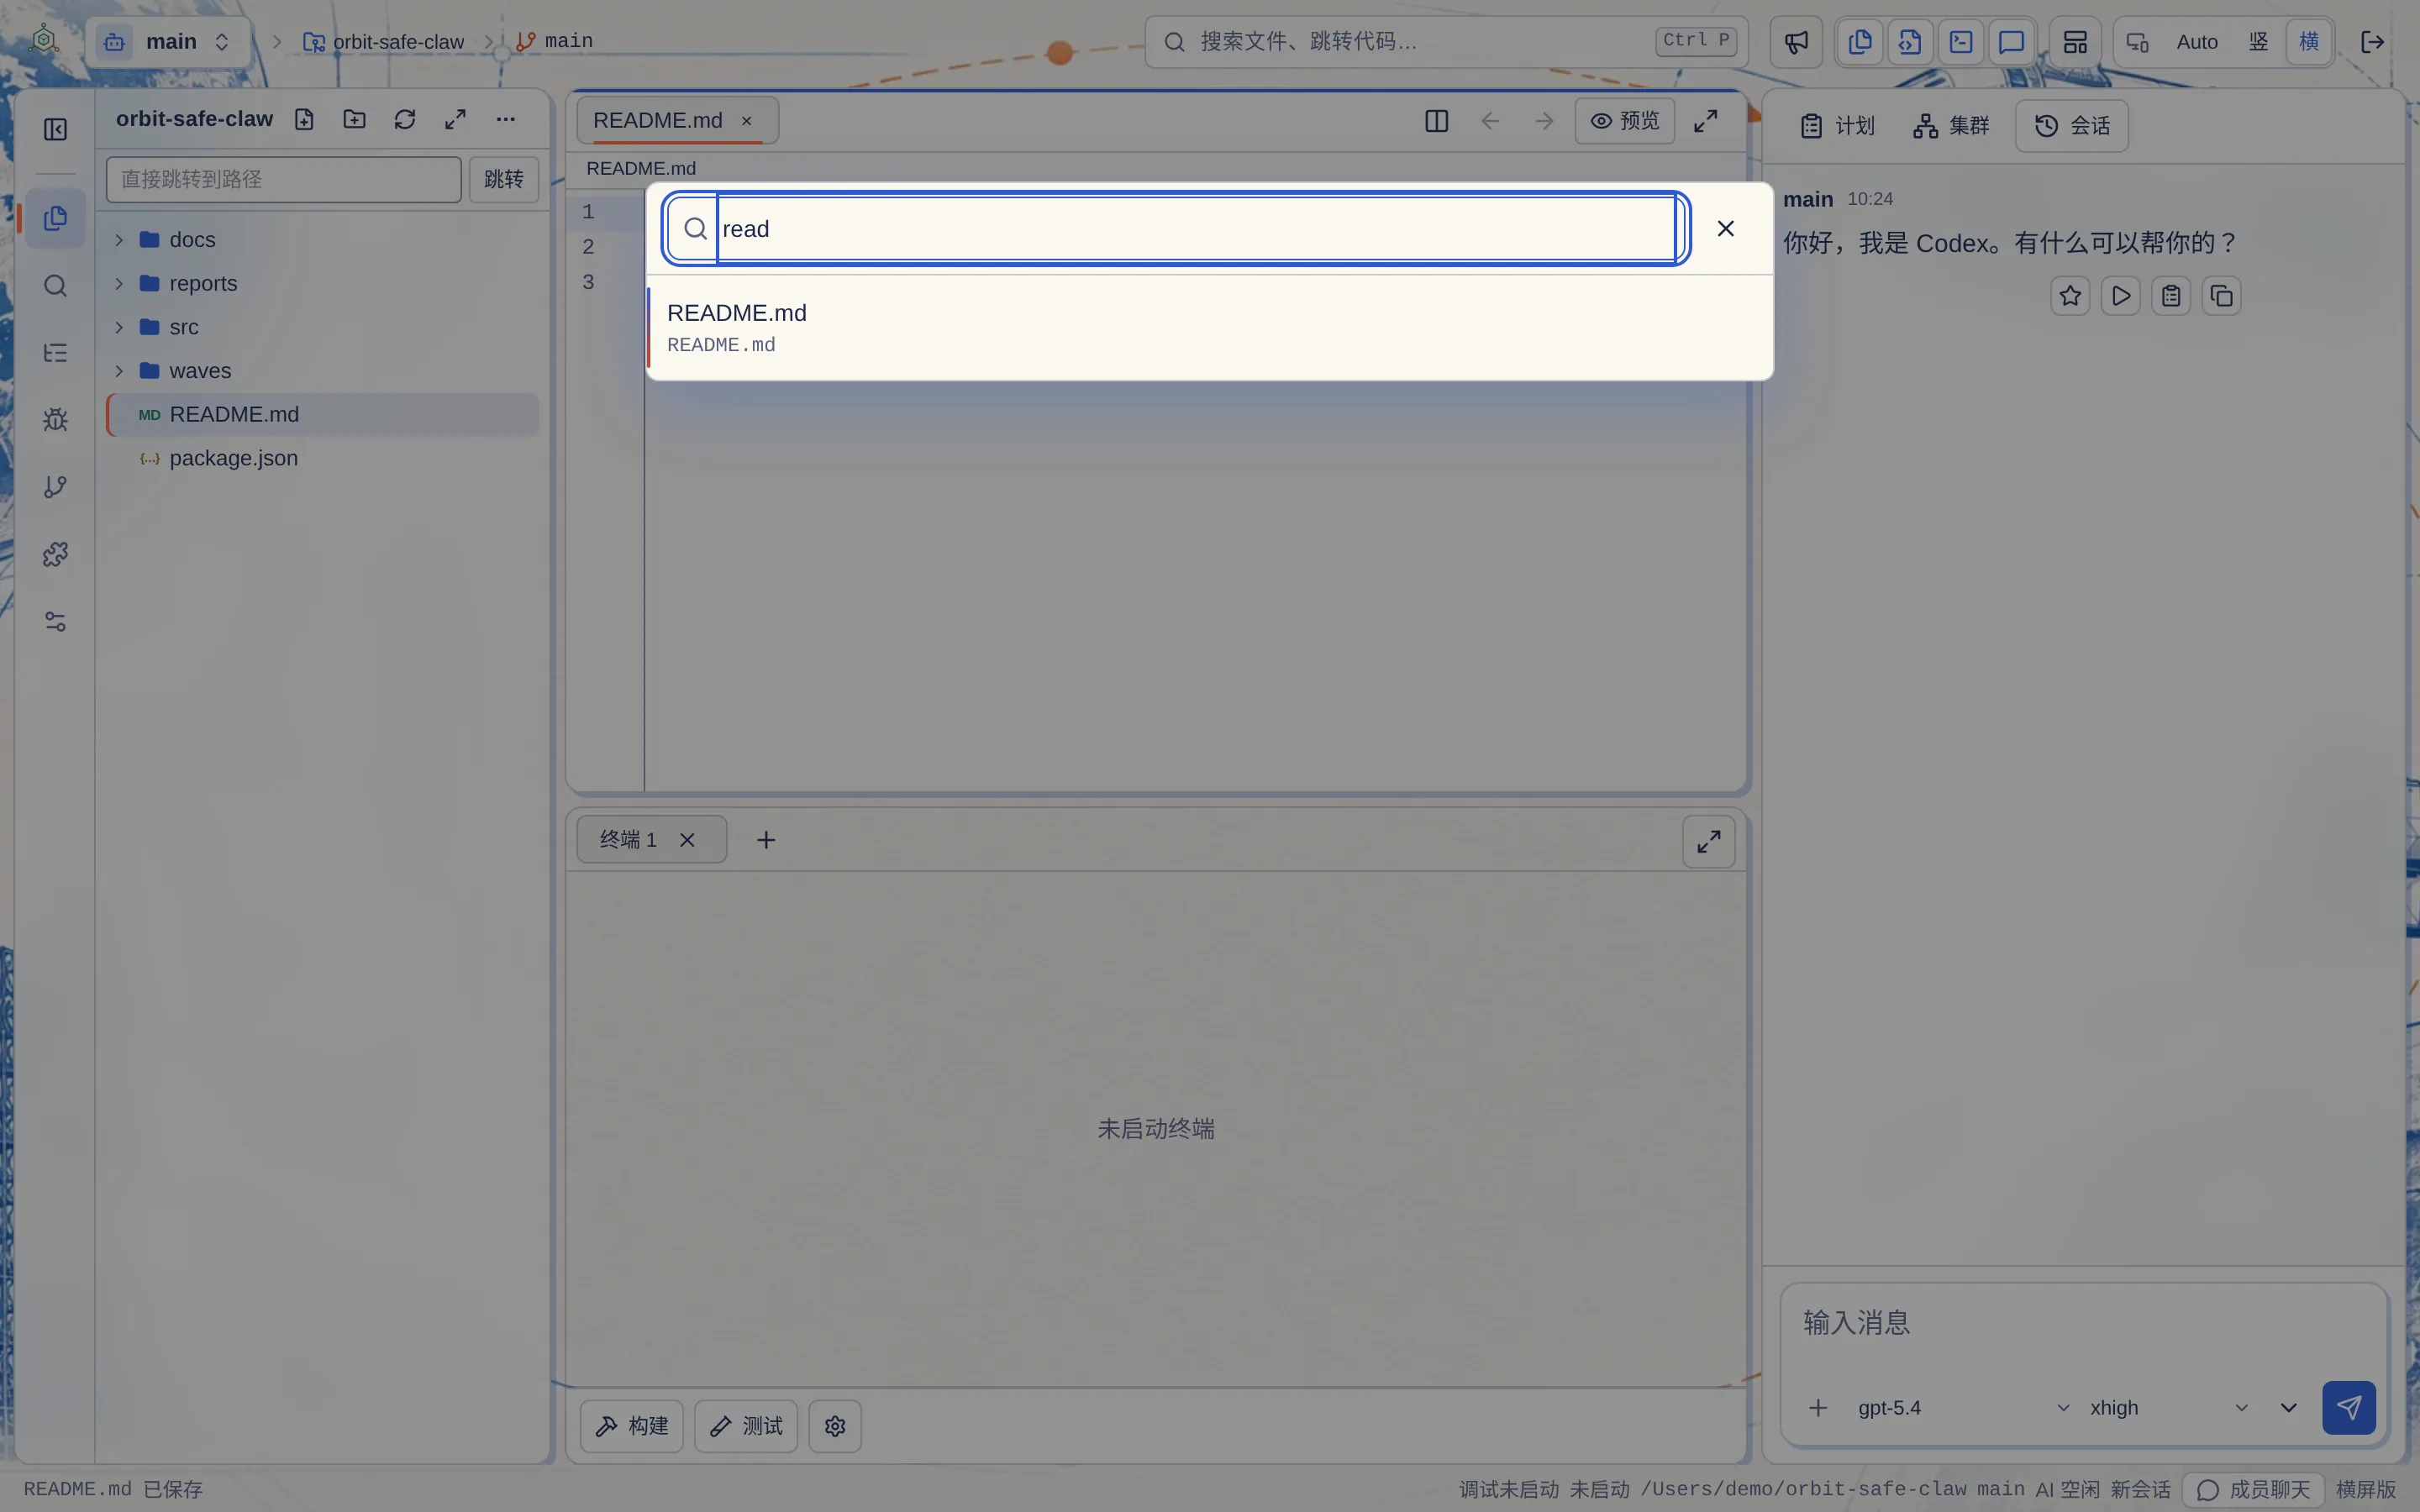 main
orbit-safe-claw
main
搜索文件、跳转代码...
Ctrl P
Auto
竖
横
orbit-safe-claw
直接跳转到路径
跳转
docs
reports
src
waves
MD README.md
{...} package.json
README.md
预览
README.md
1
2
3
read
README.md
README.md
终端 1
未启动终端
构建
测试
计划
集群
会话
main 10:24
你好，我是 Codex。有什么可以帮你的？
输入消息
gpt-5.4
xhigh
README.md 已保存
调试未启动 未启动 /Users/demo/orbit-safe-claw main AI 空闲 新会话 成员聊天 横屏版